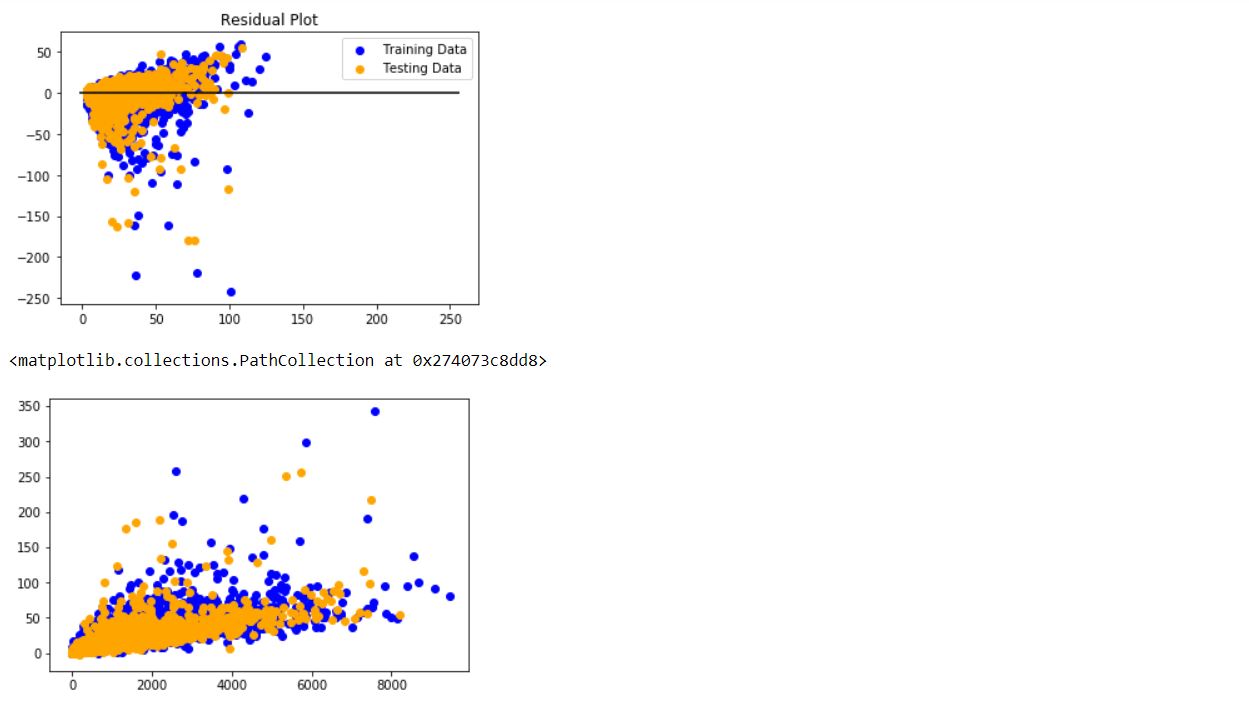 Residual Plot
Training Data
Testing Data
50
0
−50
−100
−150
−200
−250
0 50 100 150 200 250
<matplotlib.collections.PathCollection at 0x274073c8dd8>
350
300
250
200
150
100
50
0
0 2000 4000 6000 8000